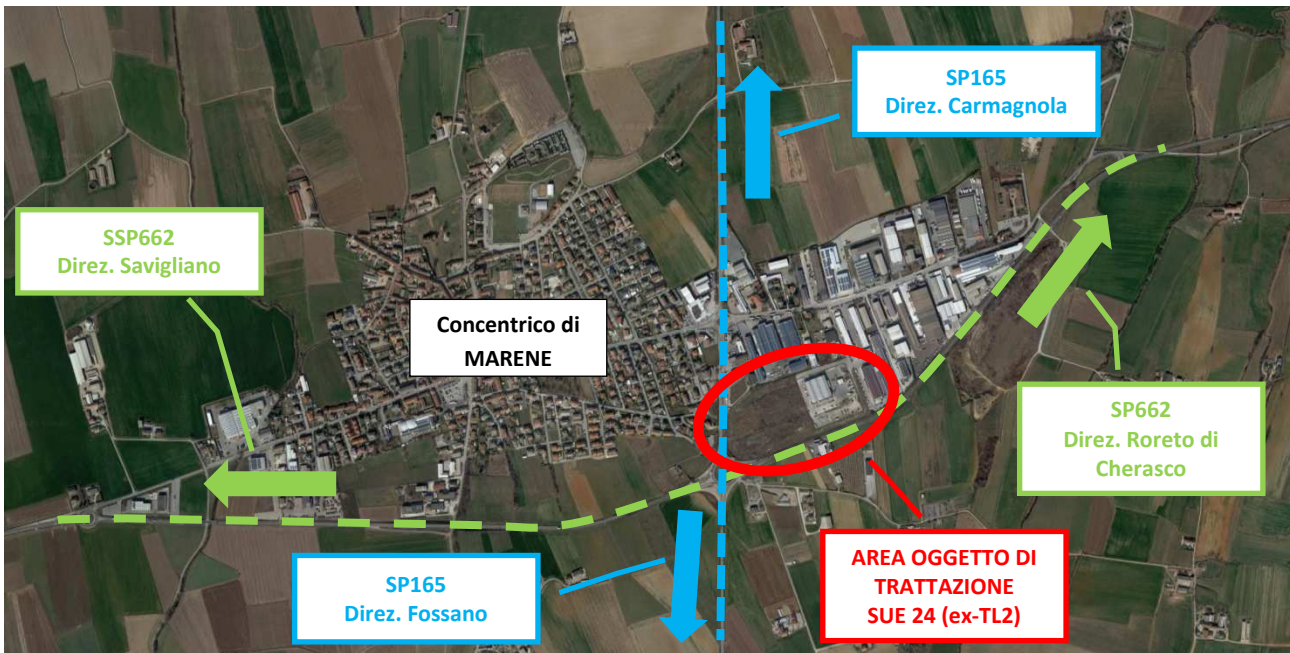 SP165
Direz. Carmagnola
SSP662
Direz. Savigliano
Concentrico di
MARENE
SP662
Direz. Roreto di
Cherasco
SP165
Direz. Fossano
AREA OGGETTO DI
TRATTAZIONE
SUE 24 (ex-TL2)